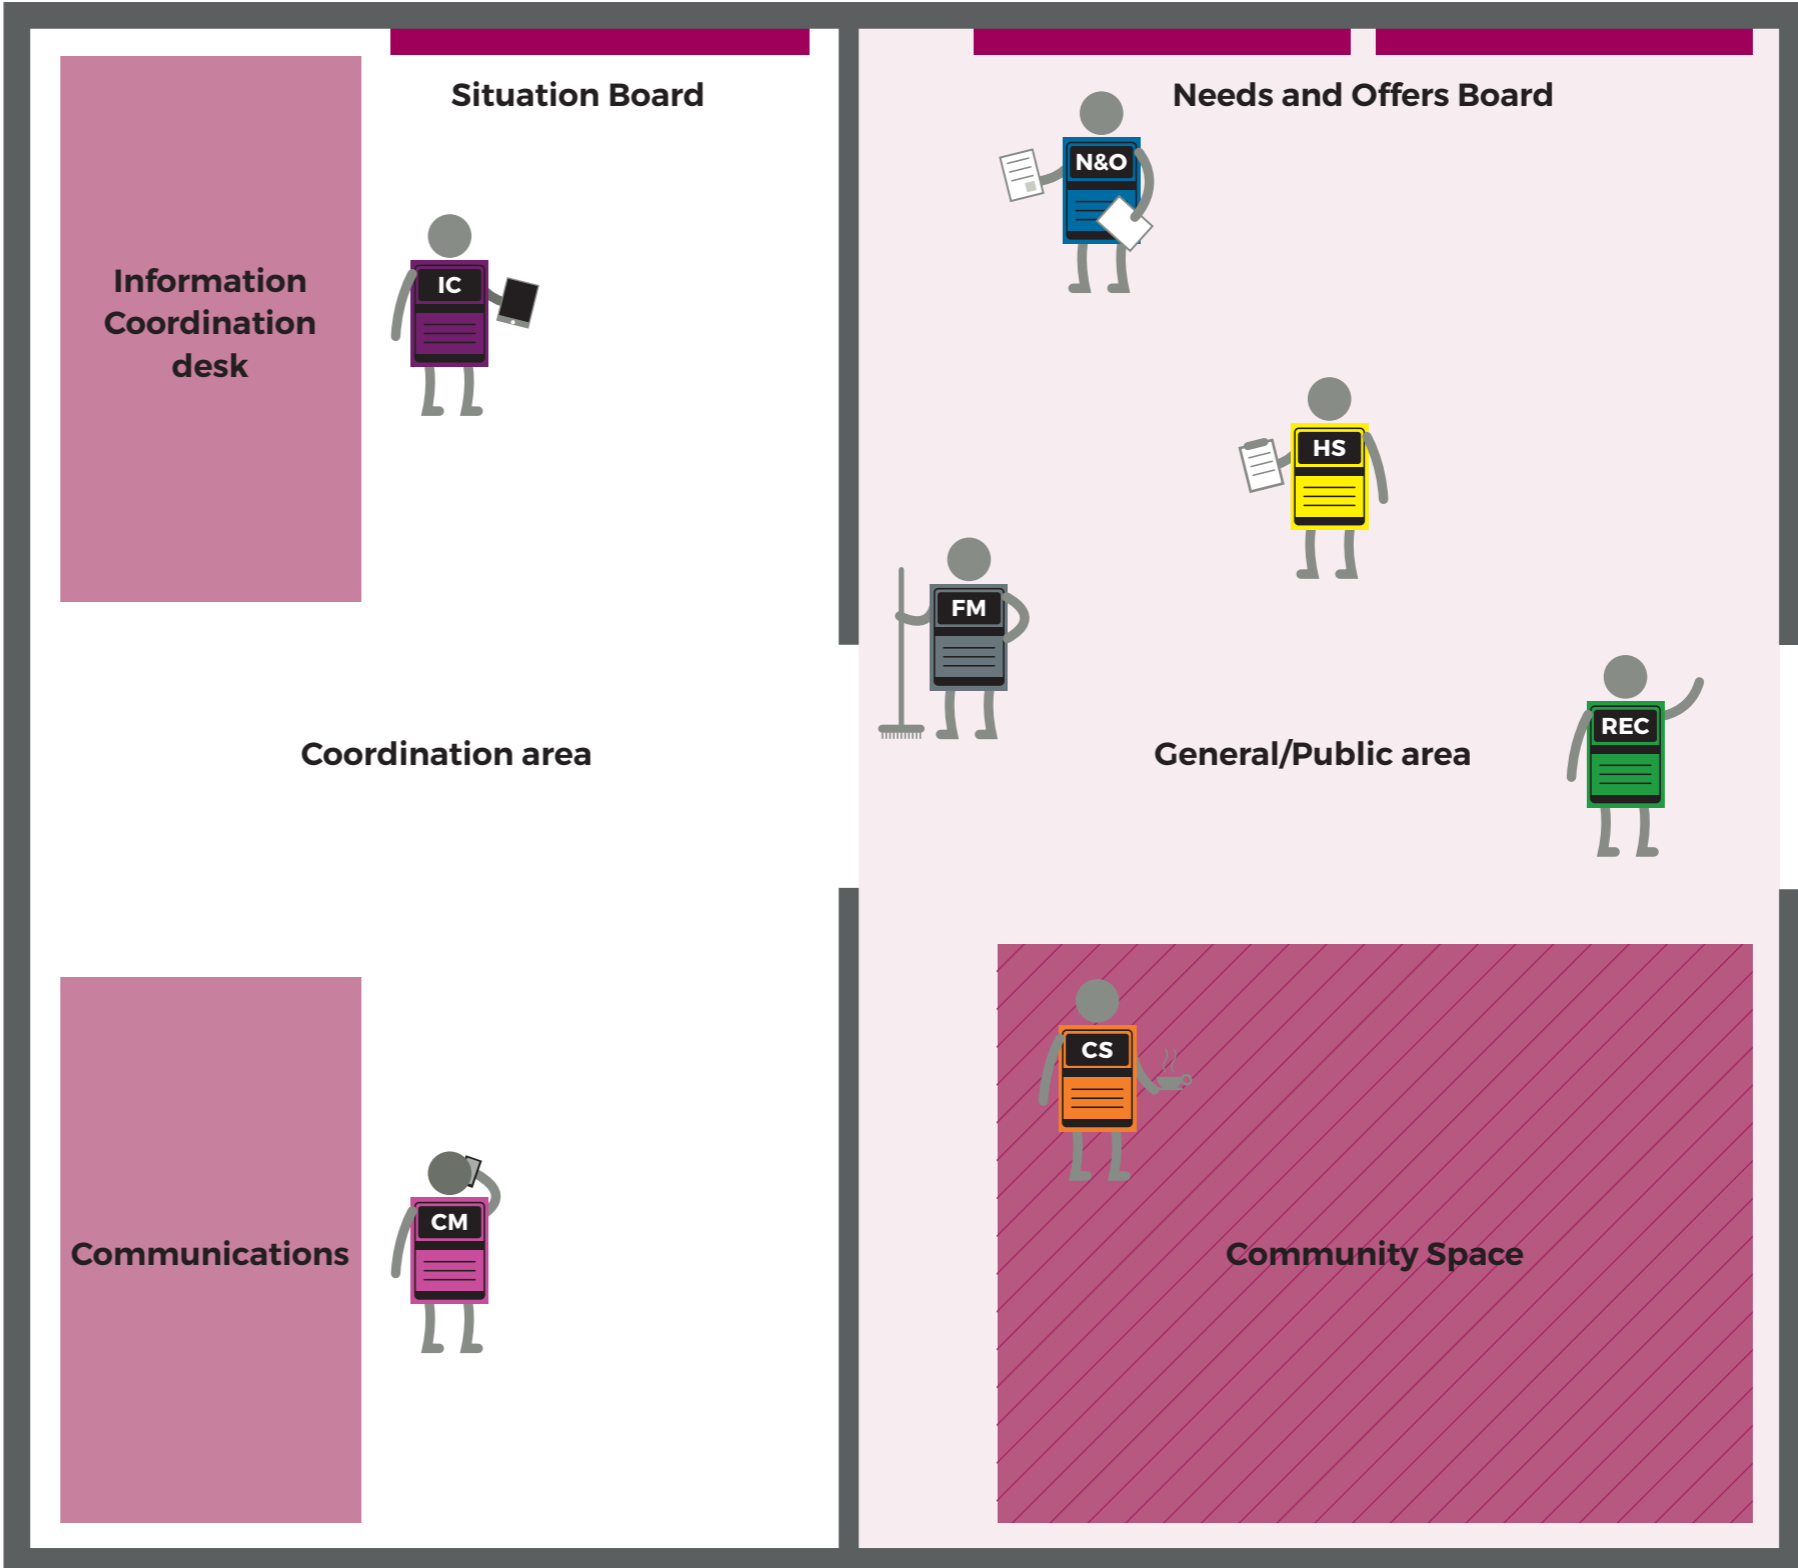 Situation Board
Needs and Offers Board
N&O
Information
Coordination
desk
IC
HS
FM
REC
Coordination area
General/Public area
CS
CM
Communications
Community Space